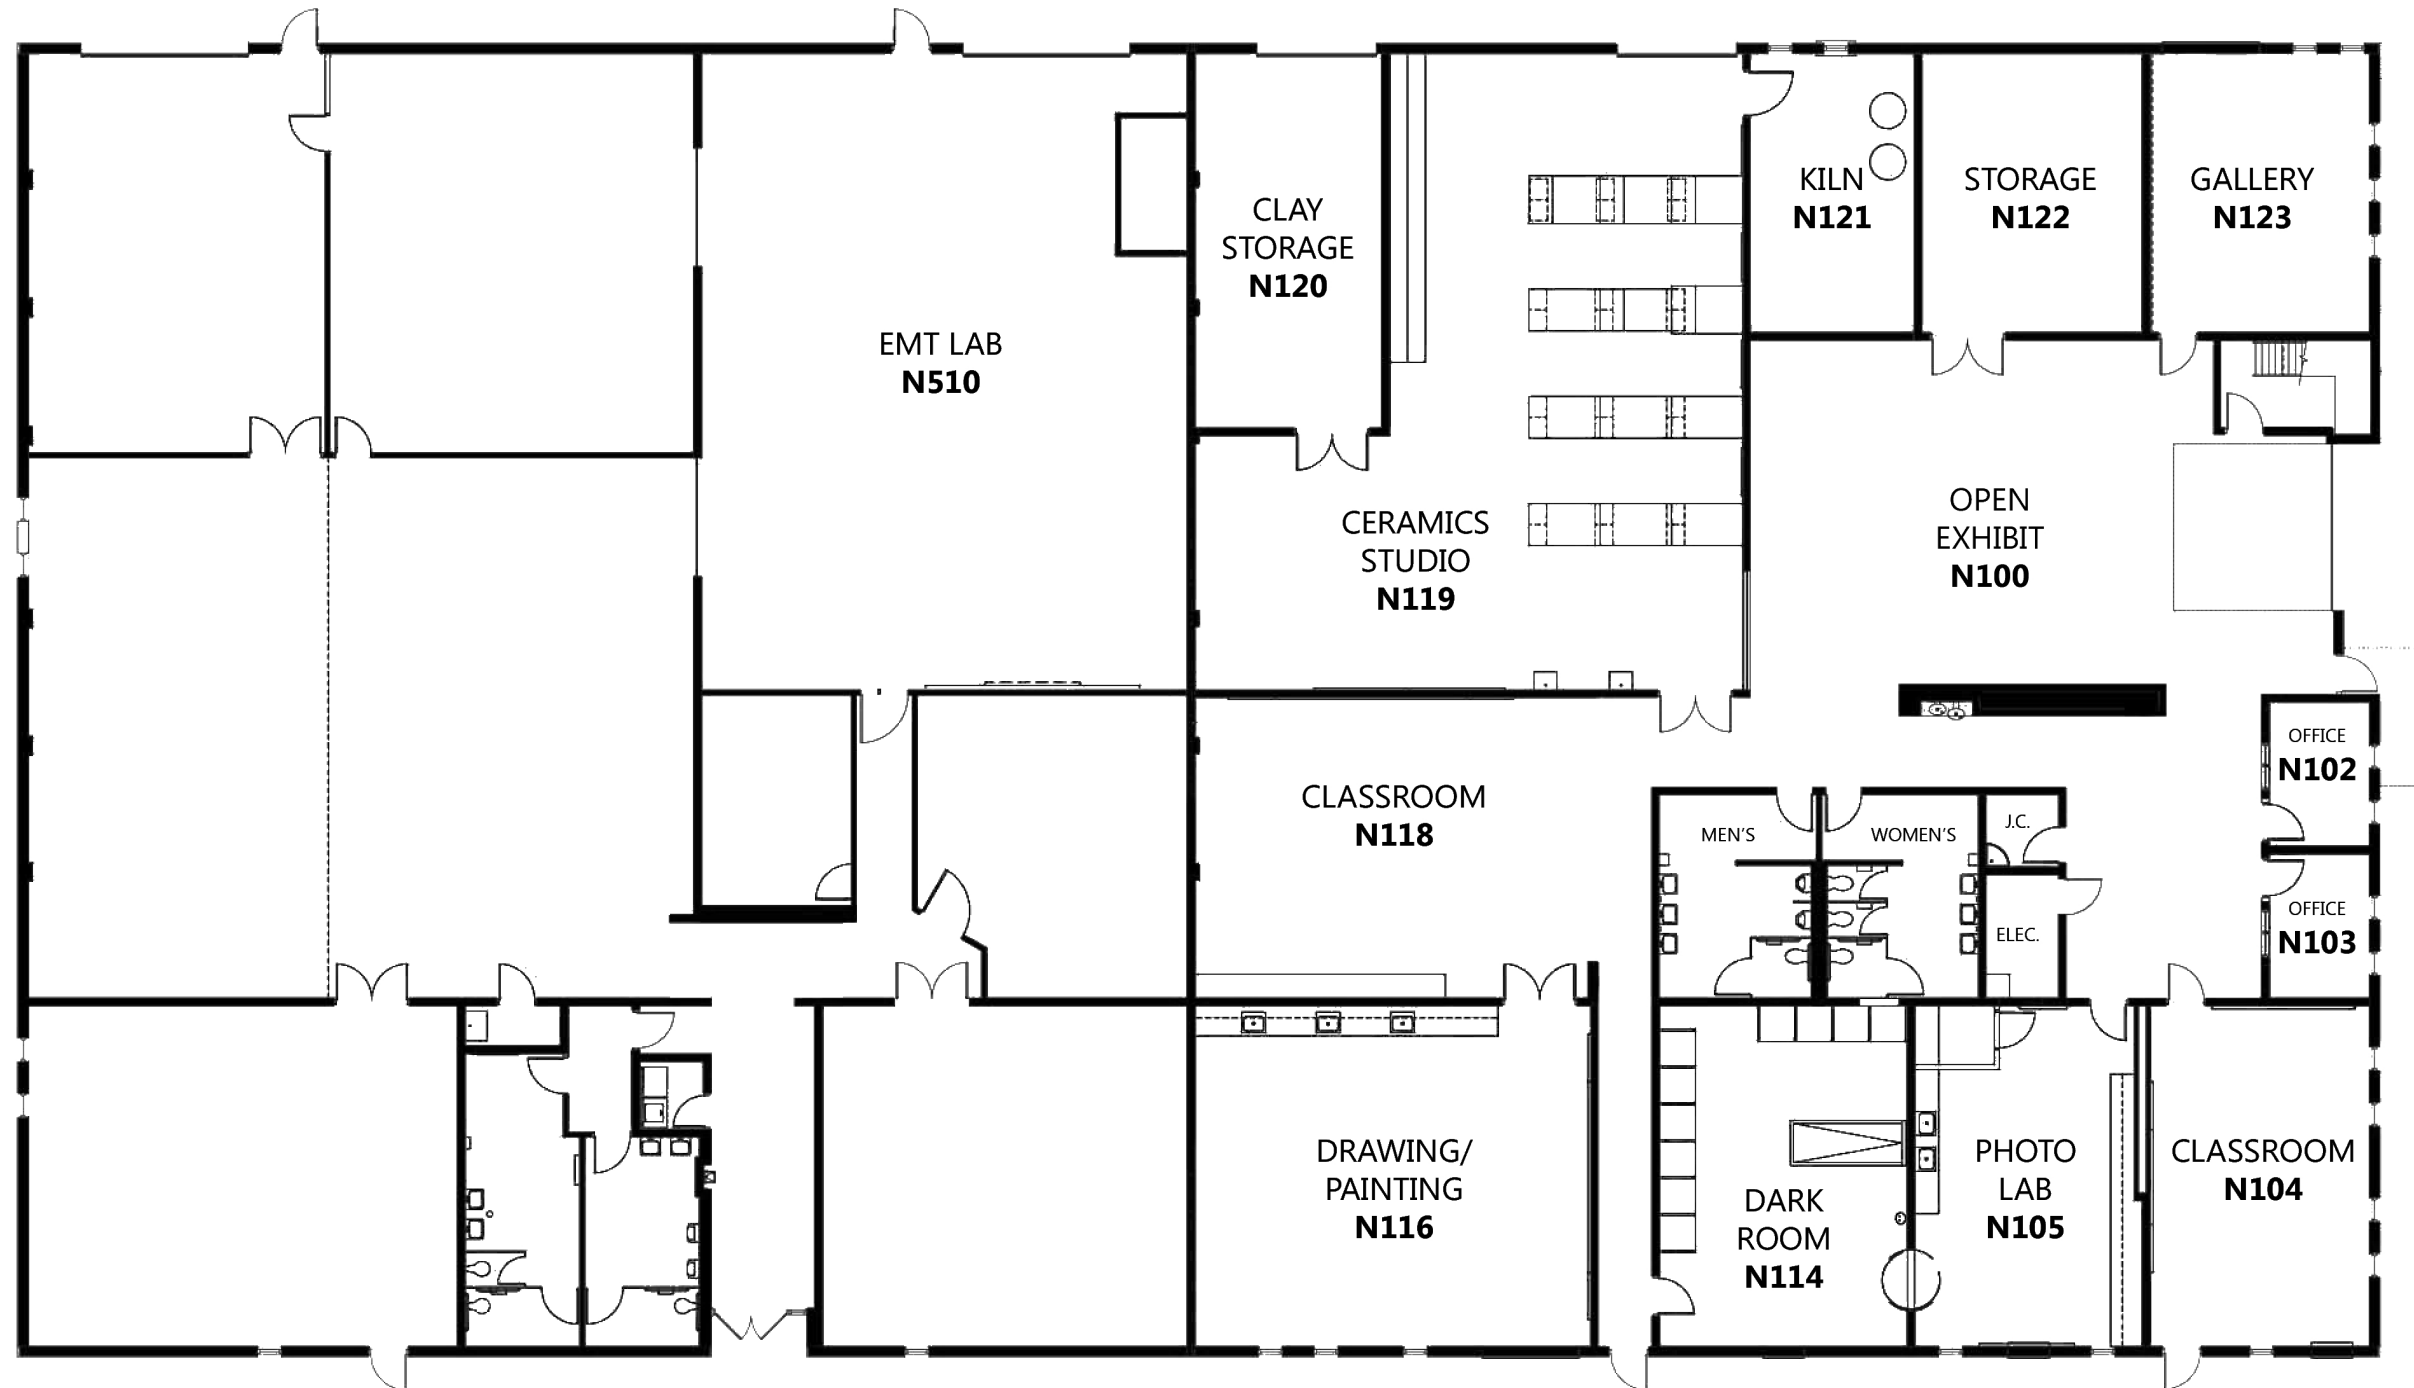 KILN
N121
STORAGE
N122
GALLERY
N123
CLAY
STORAGE
N120
EMT LAB
N510
CERAMICS
STUDIO
N119
OPEN
EXHIBIT
N100
OFFICE
N102
CLASSROOM
N118
MEN'S
WOMEN'S
J.C.
ELEC.
OFFICE
N103
DRAWING/
PAINTING
N116
DARK
ROOM
N114
PHOTO
LAB
N105
CLASSROOM
N104